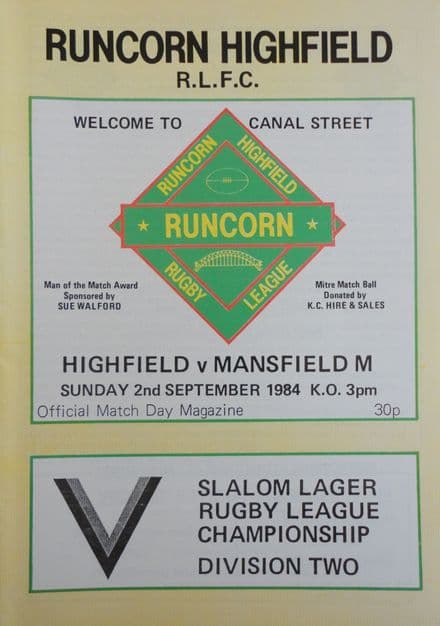 RUNCORN HIGHFIELD
R.L.F.C.
WELCOME TO CANAL STREET
RUNCORN HIGHFIELD
★ RUNCORN ★
RUGBY LEAGUE
Man of the Match Award
Sponsored by
SUE WALFORD
Mitre Match Ball
Donated by
K.C. HIRE & SALES
HIGHFIELD v MANSFIELD M
SUNDAY 2nd SEPTEMBER 1984 K.O. 3pm
Official Match Day Magazine 30p
V
SLALOM LAGER
RUGBY LEAGUE
CHAMPIONSHIP
DIVISION TWO